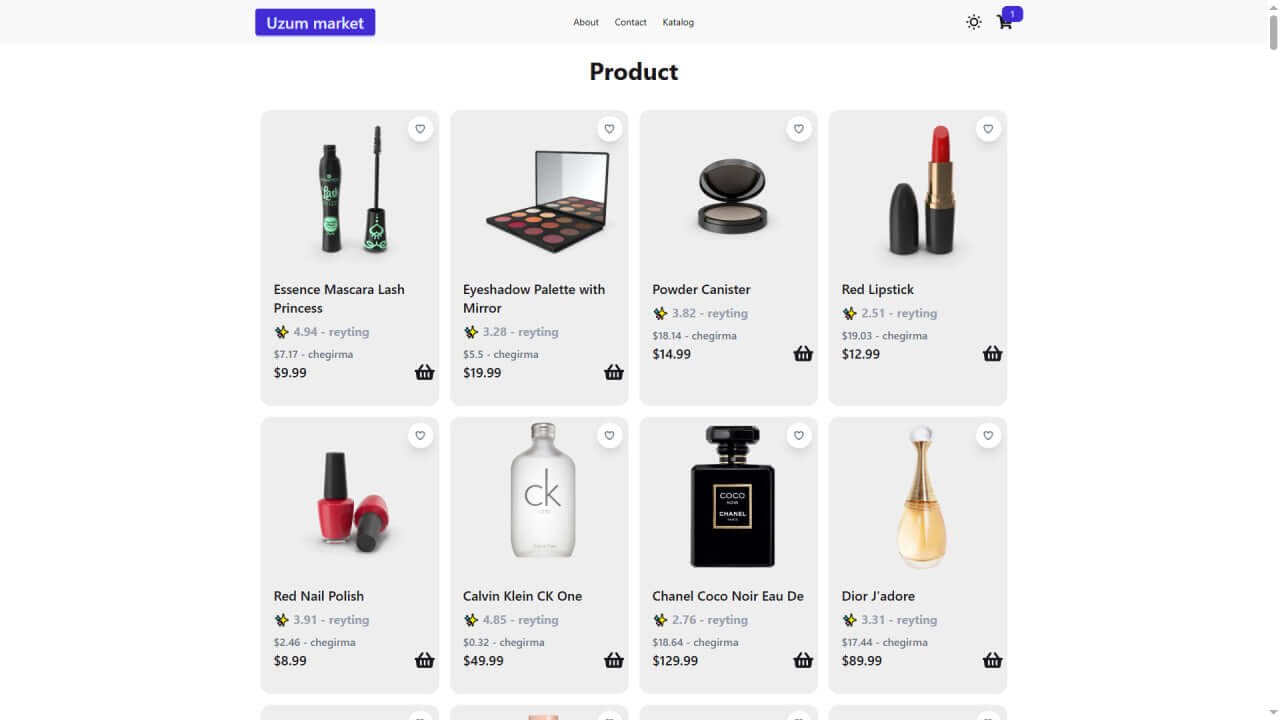 Uzum market
About
Contact
Katalog
1
Product
Essence Mascara Lash
Princess
4.94 - reyting
$7.17 - chegirma
$9.99
Eyeshadow Palette with
Mirror
3.28 - reyting
$5.5 - chegirma
$19.99
Powder Canister
3.82 - reyting
$18.14 - chegirma
$14.99
Red Lipstick
2.51 - reyting
$19.03 - chegirma
$12.99
Red Nail Polish
3.91 - reyting
$2.46 - chegirma
$8.99
ck
Calvin Klein CK One
4.85 - reyting
$0.32 - chegirma
$49.99
COCO
NOIR
CHANEL
PARIS
Chanel Coco Noir Eau De
2.76 - reyting
$18.64 - chegirma
$129.99
Dior J'adore
3.31 - reyting
$17.44 - chegirma
$89.99